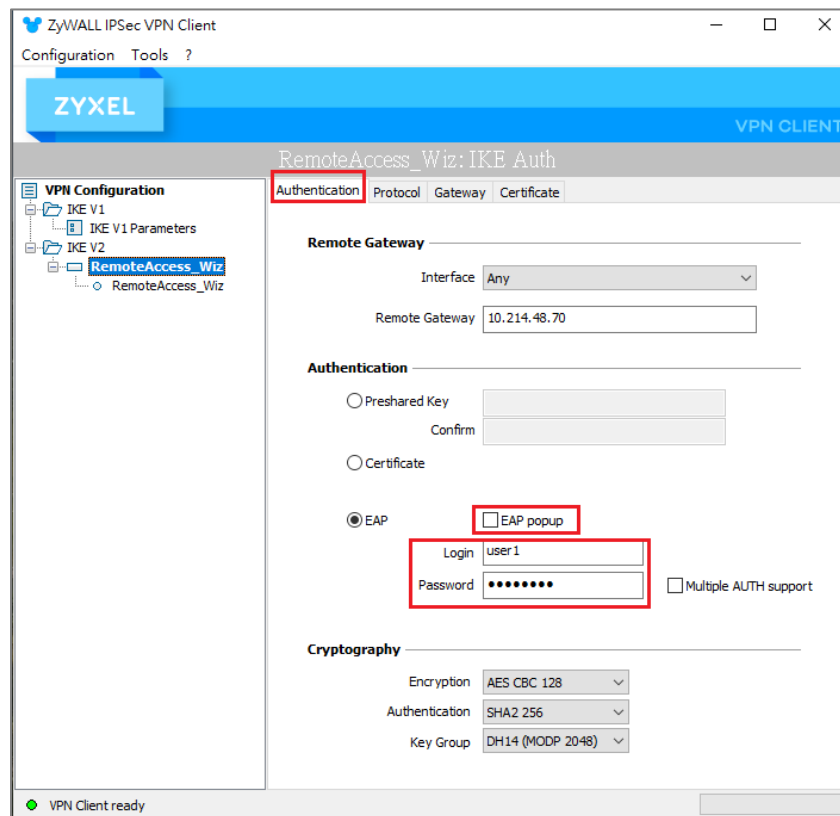 ZyWALL IPSec VPN Client
Configuration Tools ?
ZYXEL
VPN CLIENT
RemoteAccess_Wiz: IKE Auth
VPN Configuration
IKE V1
IKE V1 Parameters
IKE V2
RemoteAccess_Wiz
RemoteAccess_Wiz
Authentication Protocol Gateway Certificate
Remote Gateway
Interface Any
Remote Gateway 10.214.48.70
Authentication
Preshared Key
Confirm
Certificate
EAP EAP popup
Login user1
Password ●●●●●●●●
Multiple AUTH support
Cryptography
Encryption AES CBC 128
Authentication SHA2 256
Key Group DH14 (MODP 2048)
VPN Client ready